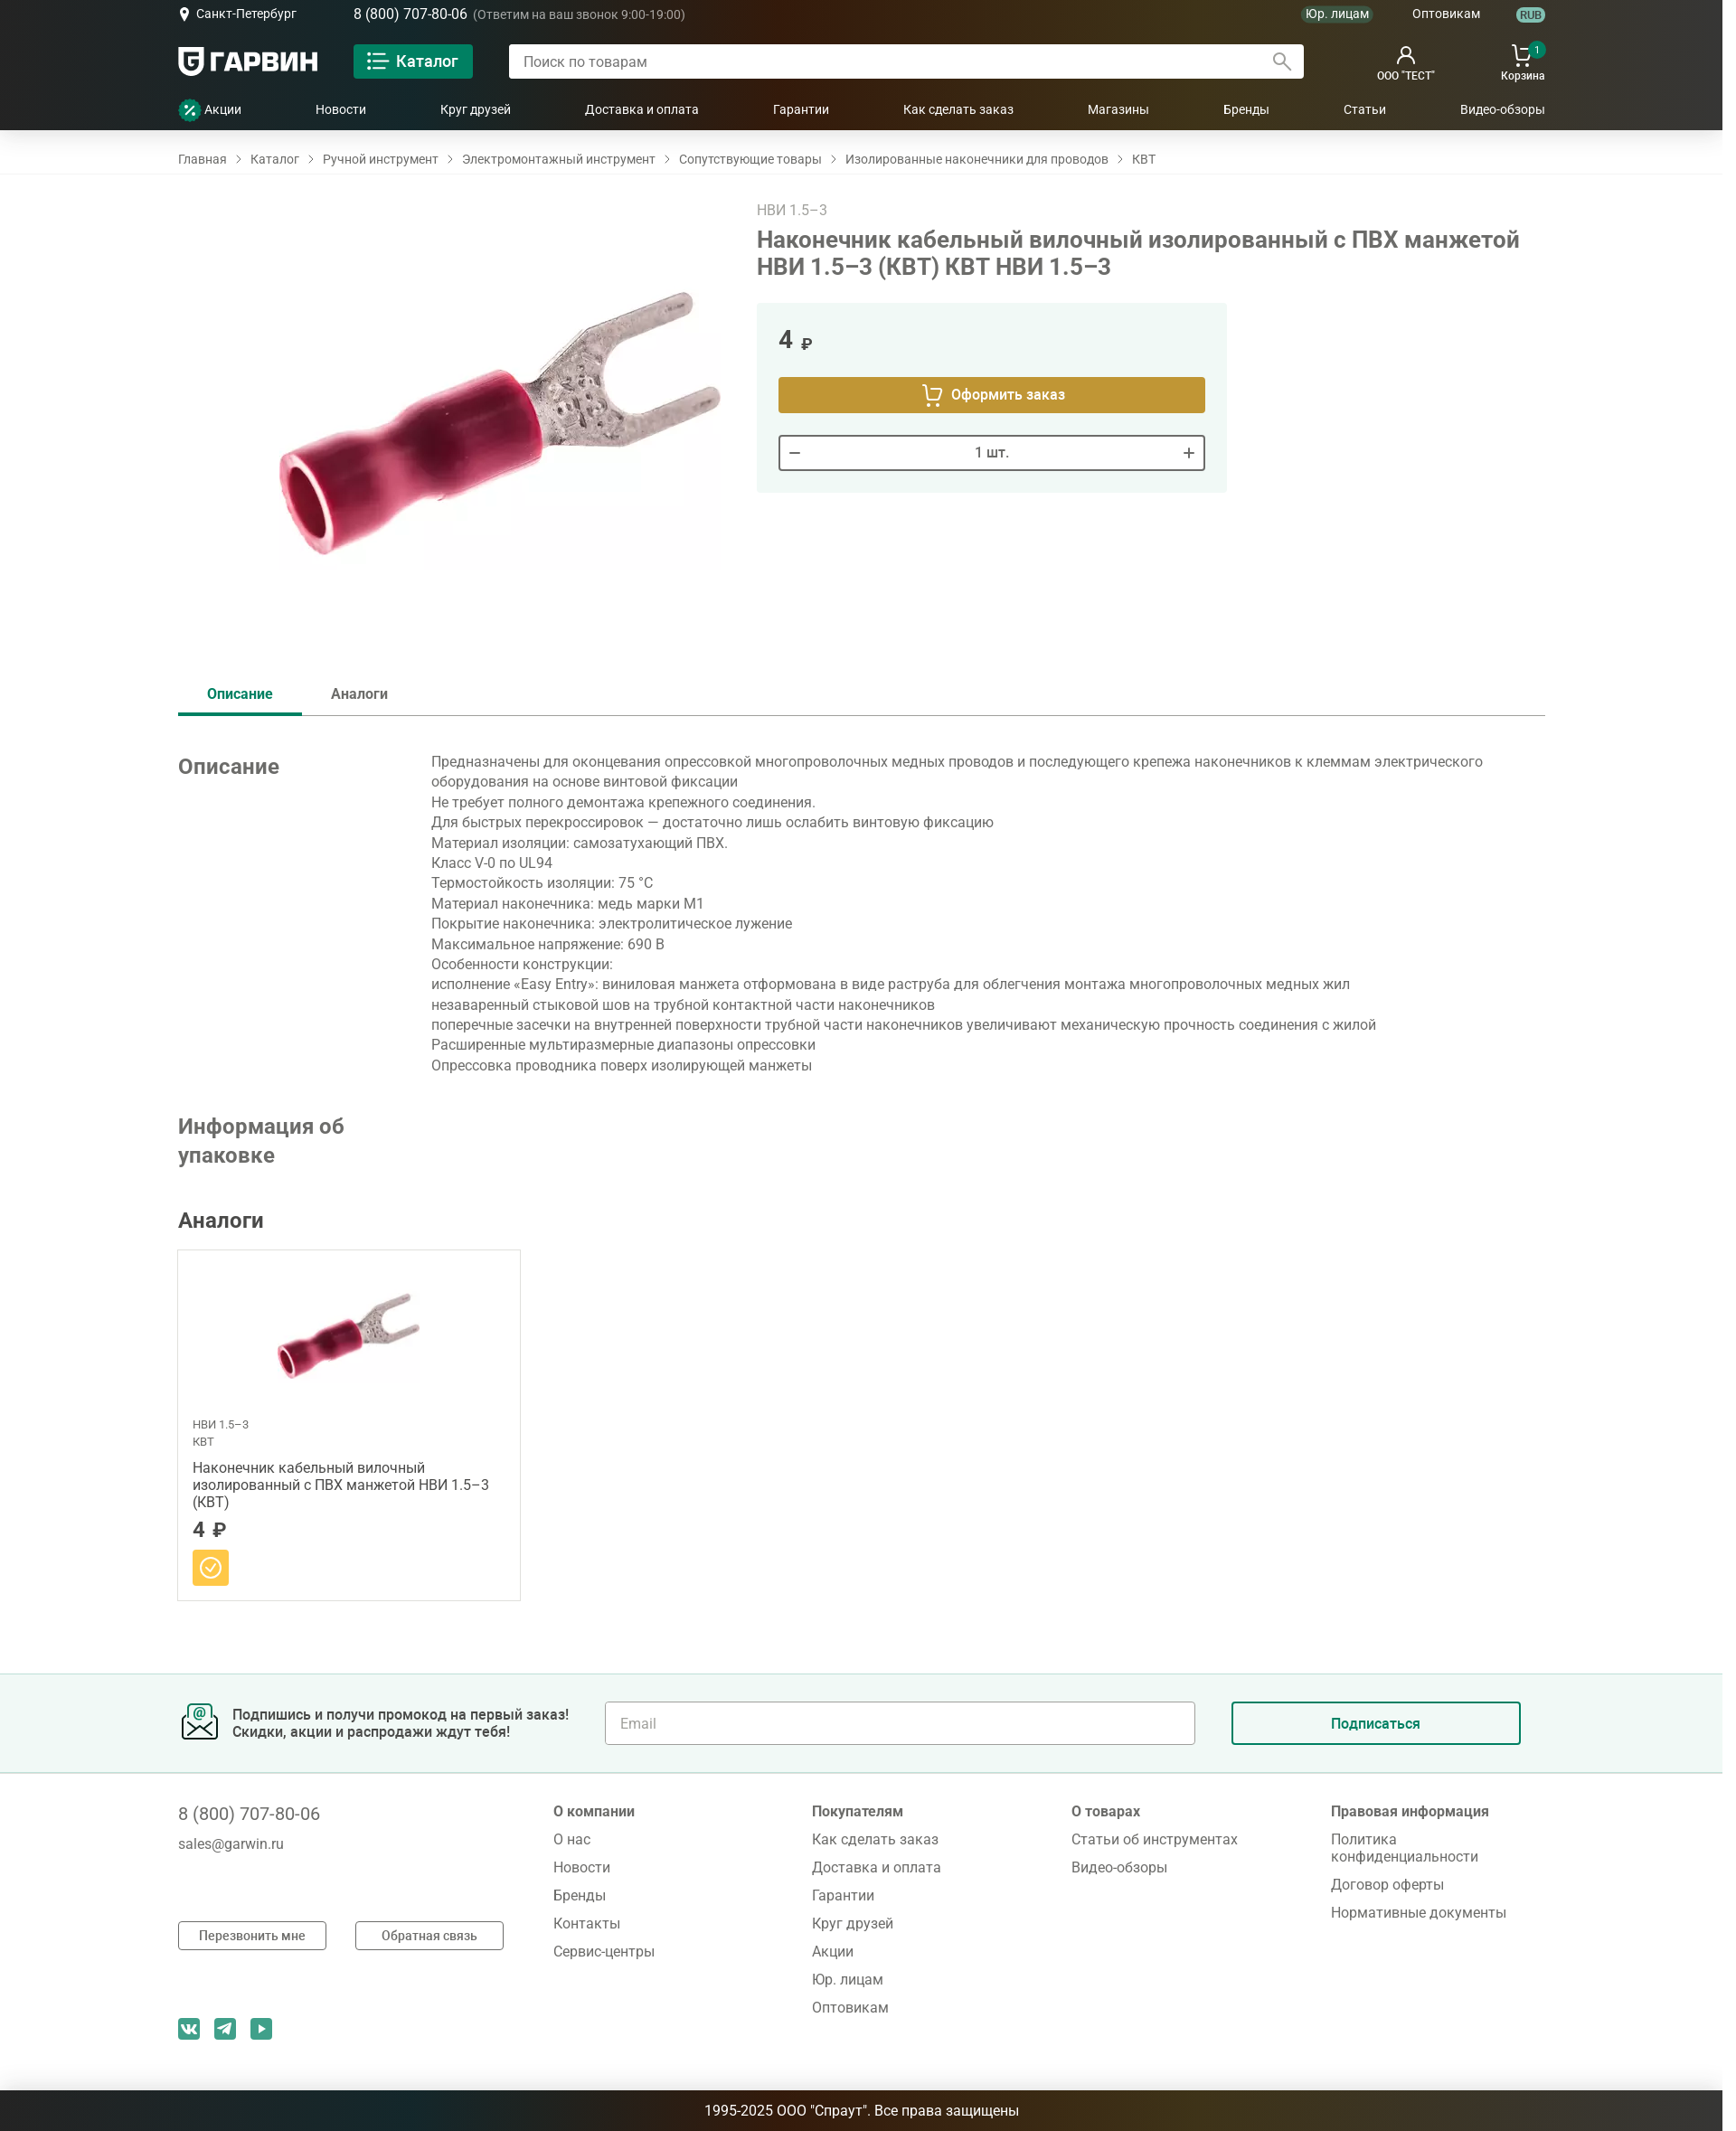 Санкт-Петербург
8 (800) 707-80-06 (Ответим на ваш звонок 9:00-19:00)
Юр. лицам
Оптовикам
RUB
ГАРВИН
Каталог
Поиск по товарам
ООО "ТЕСТ"
1
Корзина
Акции
Новости
Круг друзей
Доставка и оплата
Гарантии
Как сделать заказ
Магазины
Бренды
Статьи
Видео-обзоры
Главная > Каталог > Ручной инструмент > Электромонтажный инструмент > Сопутствующие товары > Изолированные наконечники для проводов > КВТ
НВИ 1.5–3
Наконечник кабельный вилочный изолированный с ПВХ манжетой
НВИ 1.5–3 (КВТ) КВТ НВИ 1.5–3
4 ₽
Оформить заказ
1 шт.
Описание
Аналоги
Описание
Предназначены для оконцевания опрессовкой многопроволочных медных проводов и последующего крепежа наконечников к клеммам электрического
оборудования на основе винтовой фиксации
Не требует полного демонтажа крепежного соединения.
Для быстрых перекроссировок — достаточно лишь ослабить винтовую фиксацию
Материал изоляции: самозатухающий ПВХ.
Класс V-0 по UL94
Термостойкость изоляции: 75 °C
Материал наконечника: медь марки М1
Покрытие наконечника: электролитическое лужение
Максимальное напряжение: 690 В
Особенности конструкции:
исполнение «Easy Entry»: виниловая манжета отформована в виде раструба для облегчения монтажа многопроволочных медных жил
незаваренный стыковой шов на трубной контактной части наконечников
поперечные засечки на внутренней поверхности трубной части наконечников увеличивают механическую прочность соединения с жилой
Расширенные мультиразмерные диапазоны опрессовки
Опрессовка проводника поверх изолирующей манжеты
Информация об
упаковке
Аналоги
НВИ 1.5–3
КВТ
Наконечник кабельный вилочный
изолированный с ПВХ манжетой НВИ 1.5–3
(КВТ)
4 ₽
Подпишись и получи промокод на первый заказ!
Скидки, акции и распродажи ждут тебя!
Email
Подписаться
8 (800) 707-80-06
sales@garwin.ru
Перезвонить мне
Обратная связь
О компании
О нас
Новости
Бренды
Контакты
Сервис-центры
Покупателям
Как сделать заказ
Доставка и оплата
Гарантии
Круг друзей
Акции
Юр. лицам
Оптовикам
О товарах
Статьи об инструментах
Видео-обзоры
Правовая информация
Политика
конфиденциальности
Договор оферты
Нормативные документы
1995-2025 ООО "Спраут". Все права защищены